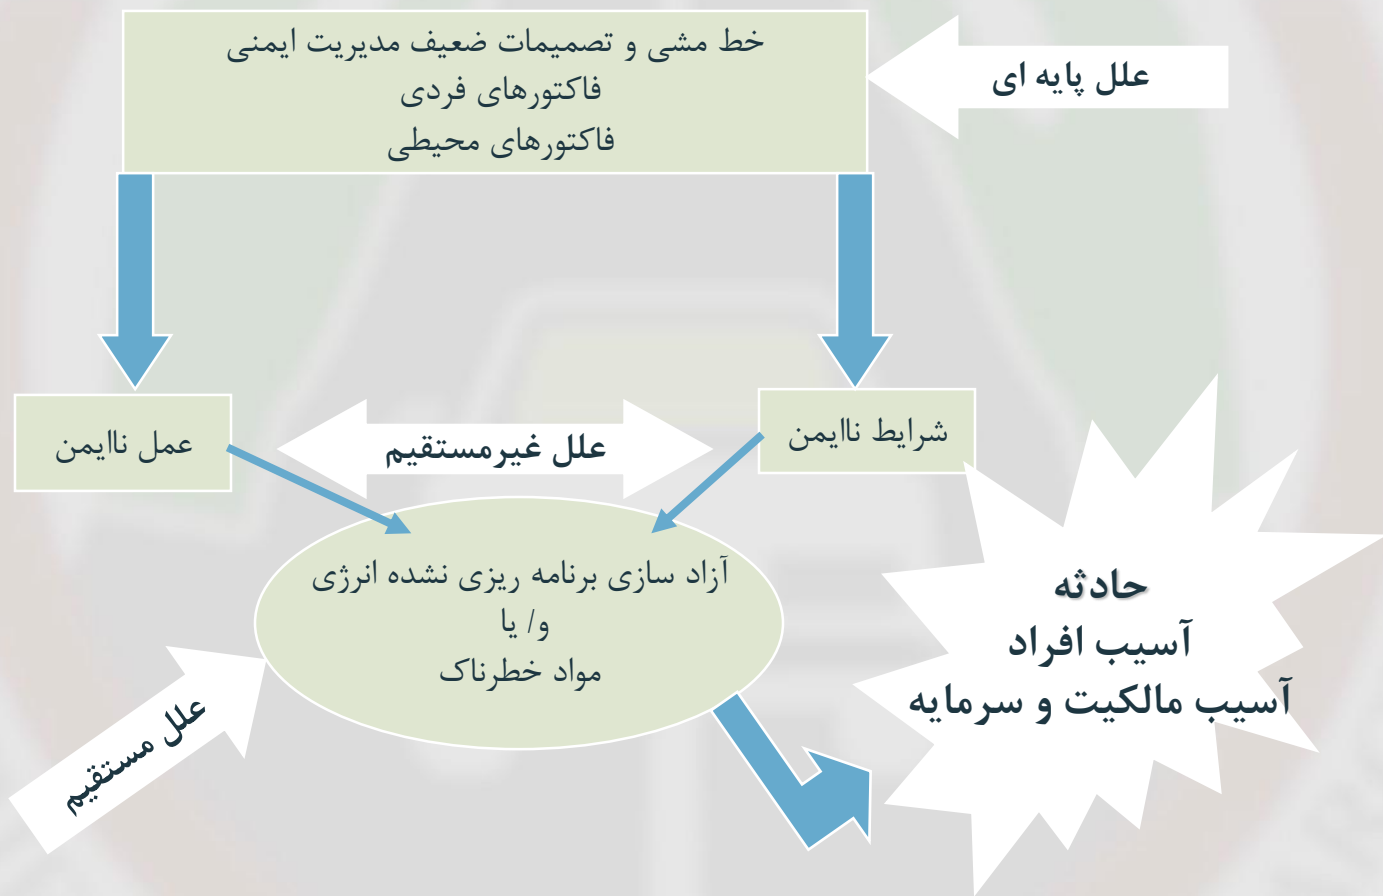 خط مشی و تصمیمات ضعیف مدیریت ایمنی
فاکتورهای فردی
فاکتورهای محیطی
علل پایه ای
شرایط ناایمن
علل غیرمستقیم
عمل ناایمن
آزاد سازی برنامه ریزی نشده انرژی
و/ یا
مواد خطرناک
علل مستقیم
حادثه
آسیب افراد
آسیب مالکیت و سرمایه